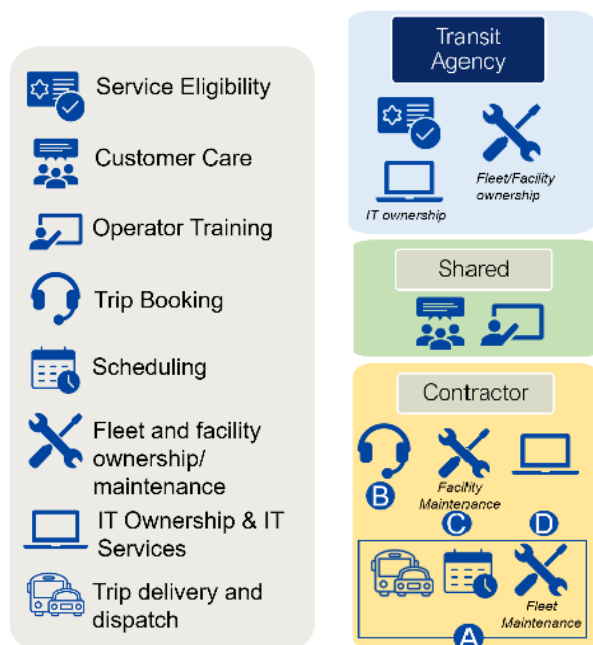 Service Eligibility
Customer Care
Operator Training
Trip Booking
Scheduling
Fleet and facility
ownership/
maintenance
IT Ownership & IT
Services
Trip delivery and
dispatch
Transit
Agency
Fleet/Facility
ownership
IT ownership
Shared
Contractor
B
Facility
Maintenance
C
D
Fleet
Maintenance
A